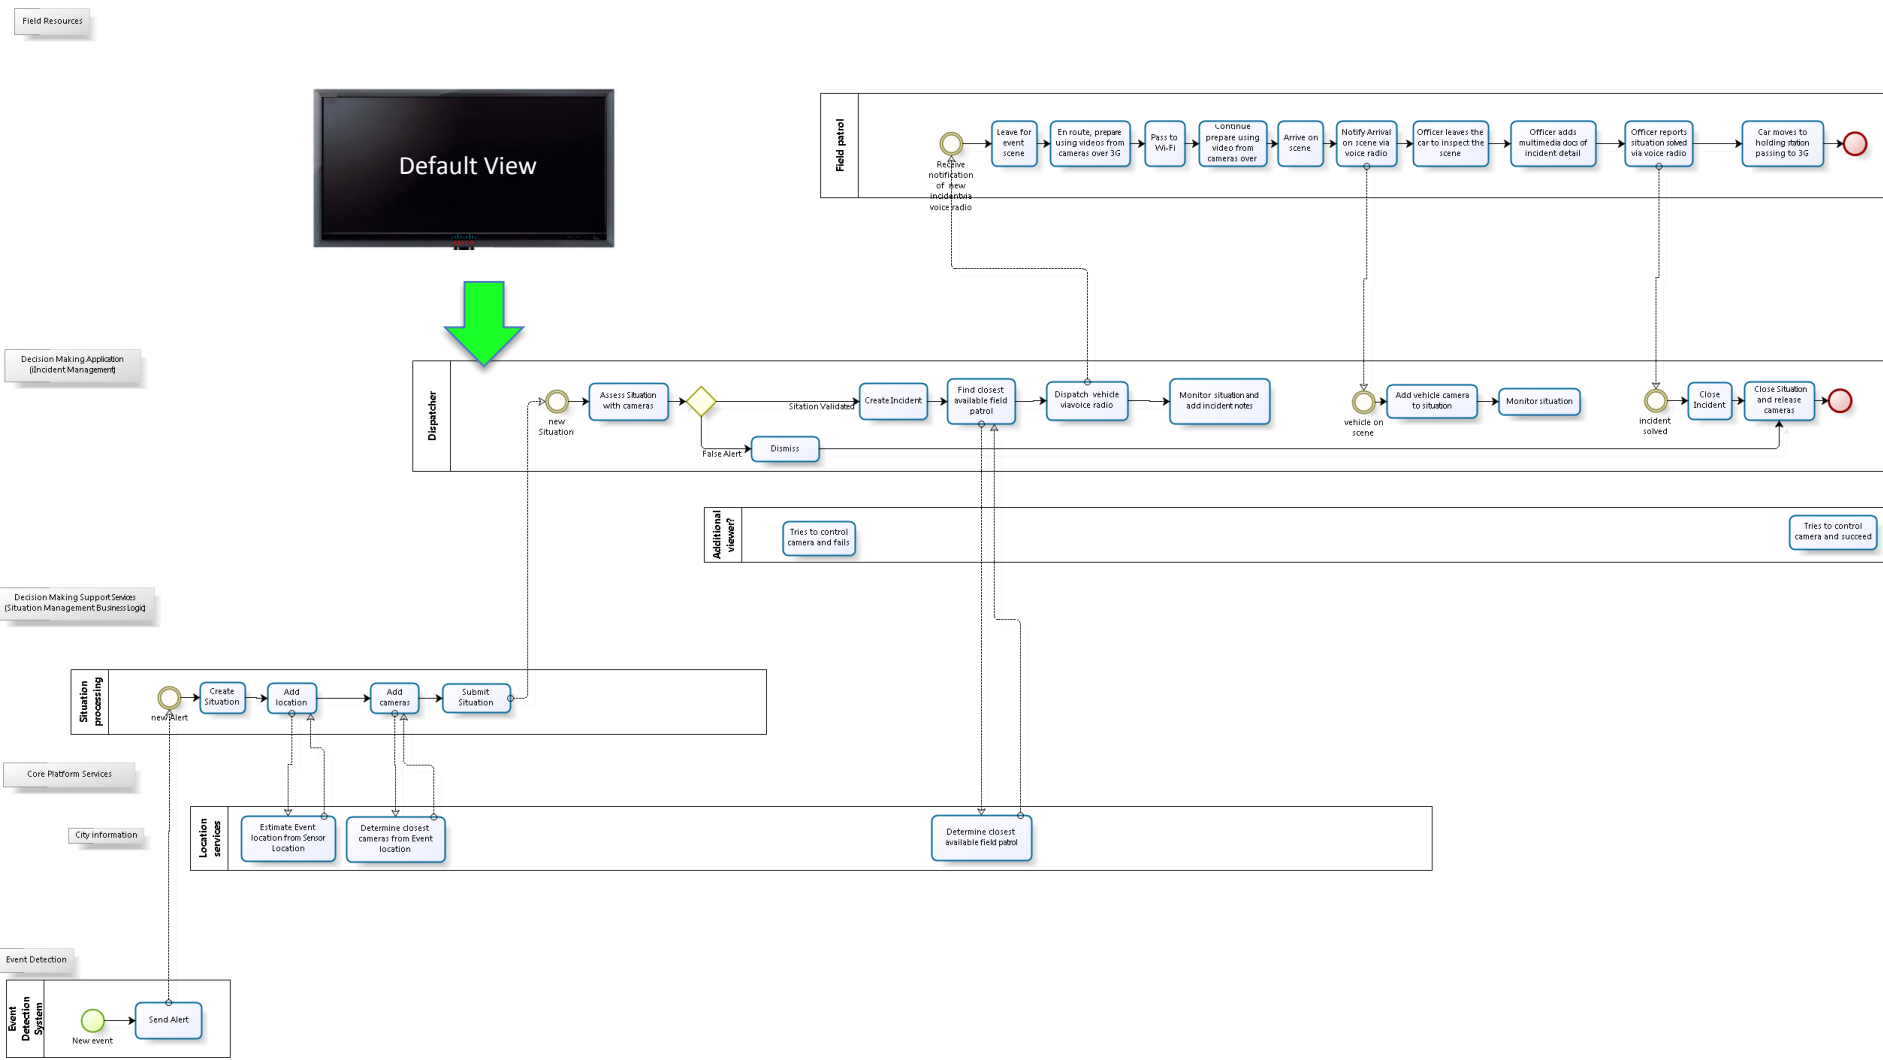 Field Resources
Default View
Field patrol
Receive
notification
of new
incidentvia
voice radio
Leave for
event
scene
En route, prepare
using videos from
cameras over 3G
Pass to
Wi-Fi
Continue
prepare using
video from
cameras over
Arrive on
scene
Notify Arrival
on scene via
voice radio
Officer leaves the
car to inspect the
scene
Officer adds
multimedia docs of
incident detail
Officer reports
situation solved
via voice radio
Car moves to
holding station
passing to 3G
Decision Making Application
(iIncident Management)
Dispatcher
new
Situation
Assess Situation
with cameras
Sitation Validated
False Alert
Dismiss
Create Incident
Find closest
available field
patrol
Dispatch vehicle
viavoice radio
Monitor situation and
add incident notes
vehicle on
scene
Add vehicle camera
to situation
Monitor situation
incident
solved
Close
Incident
Close Situation
and release
cameras
Additional
viewer?
Tries to control
camera and fails
Tries to control
camera and succeed
Decision Making Support Services
(Situation Management Business Logic)
Situation
processing
new Alert
Create
Situation
Add
location
Add
cameras
Submit
Situation
Core Platform Services
City information
Location
services
Estimate Event
location from Sensor
Location
Determine closest
cameras from Event
location
Determine closest
available field patrol
Event Detection
Event
Detection
System
New event
Send Alert